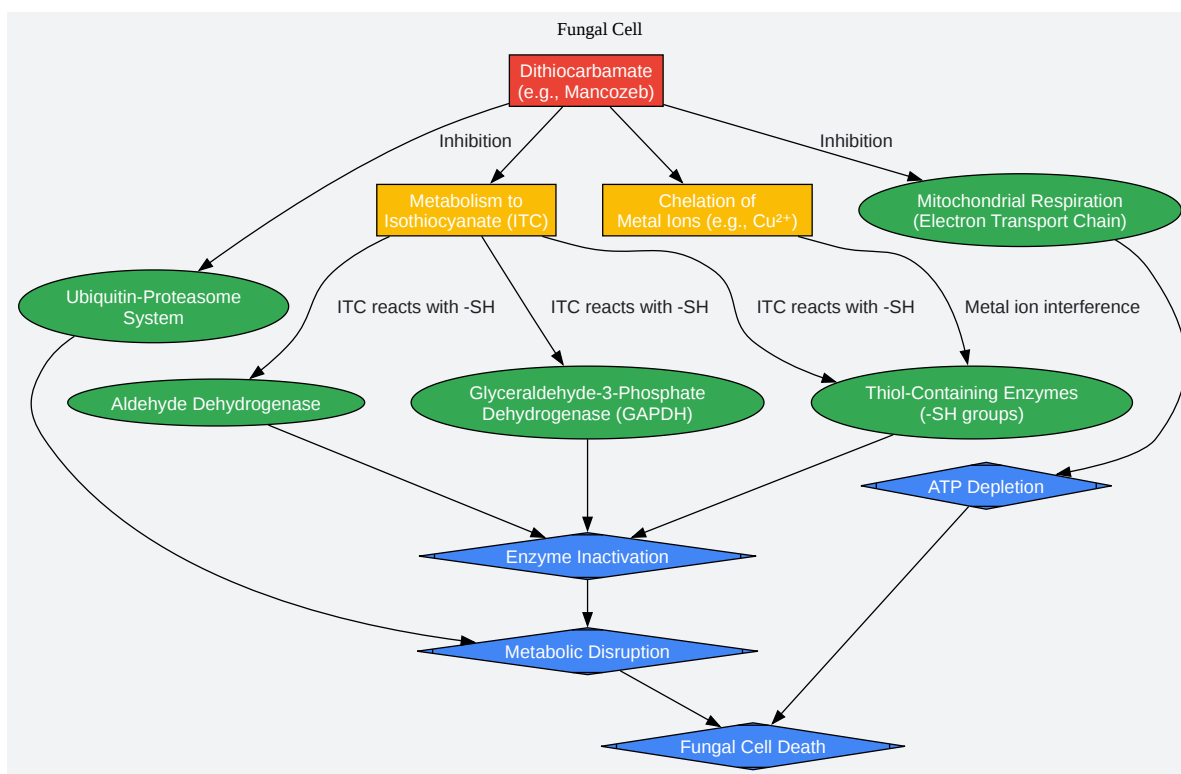 Fungal Cell
Dithiocarbamate
(e.g., Mancozeb)
Inhibition
Inhibition
Metabolism to
Isothiocyanate (ITC)
Chelation of
Metal Ions (e.g., Cu²⁺)
Mitochondrial Respiration
(Electron Transport Chain)
Ubiquitin-Proteasome
System
ITC reacts with -SH
ITC reacts with -SH
ITC reacts with -SH
Metal ion interference
Aldehyde Dehydrogenase
Glyceraldehyde-3-Phosphate
Dehydrogenase (GAPDH)
Thiol-Containing Enzymes
(-SH groups)
ATP Depletion
Enzyme Inactivation
Metabolic Disruption
Fungal Cell Death